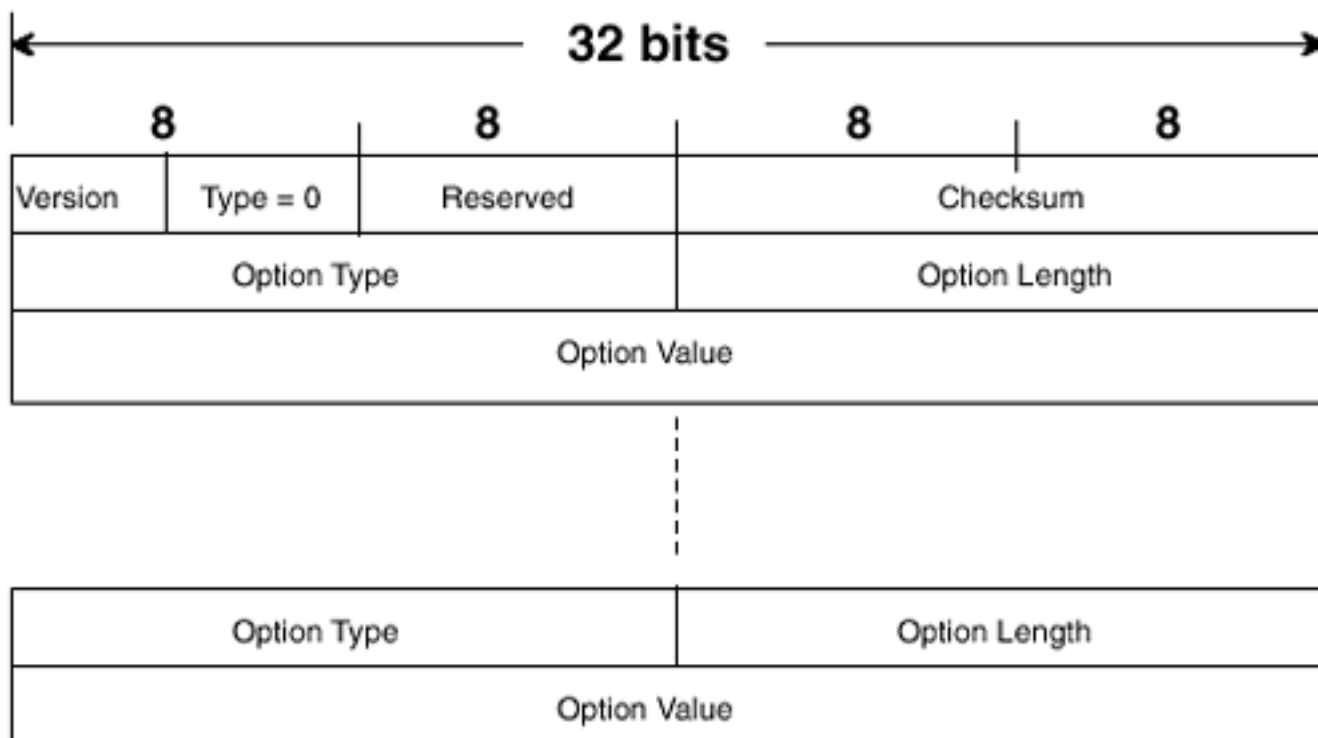 32 bits
8 8 8 8
Version Type = 0 Reserved Checksum
Option Type Option Length
Option Value
Option Type Option Length
Option Value